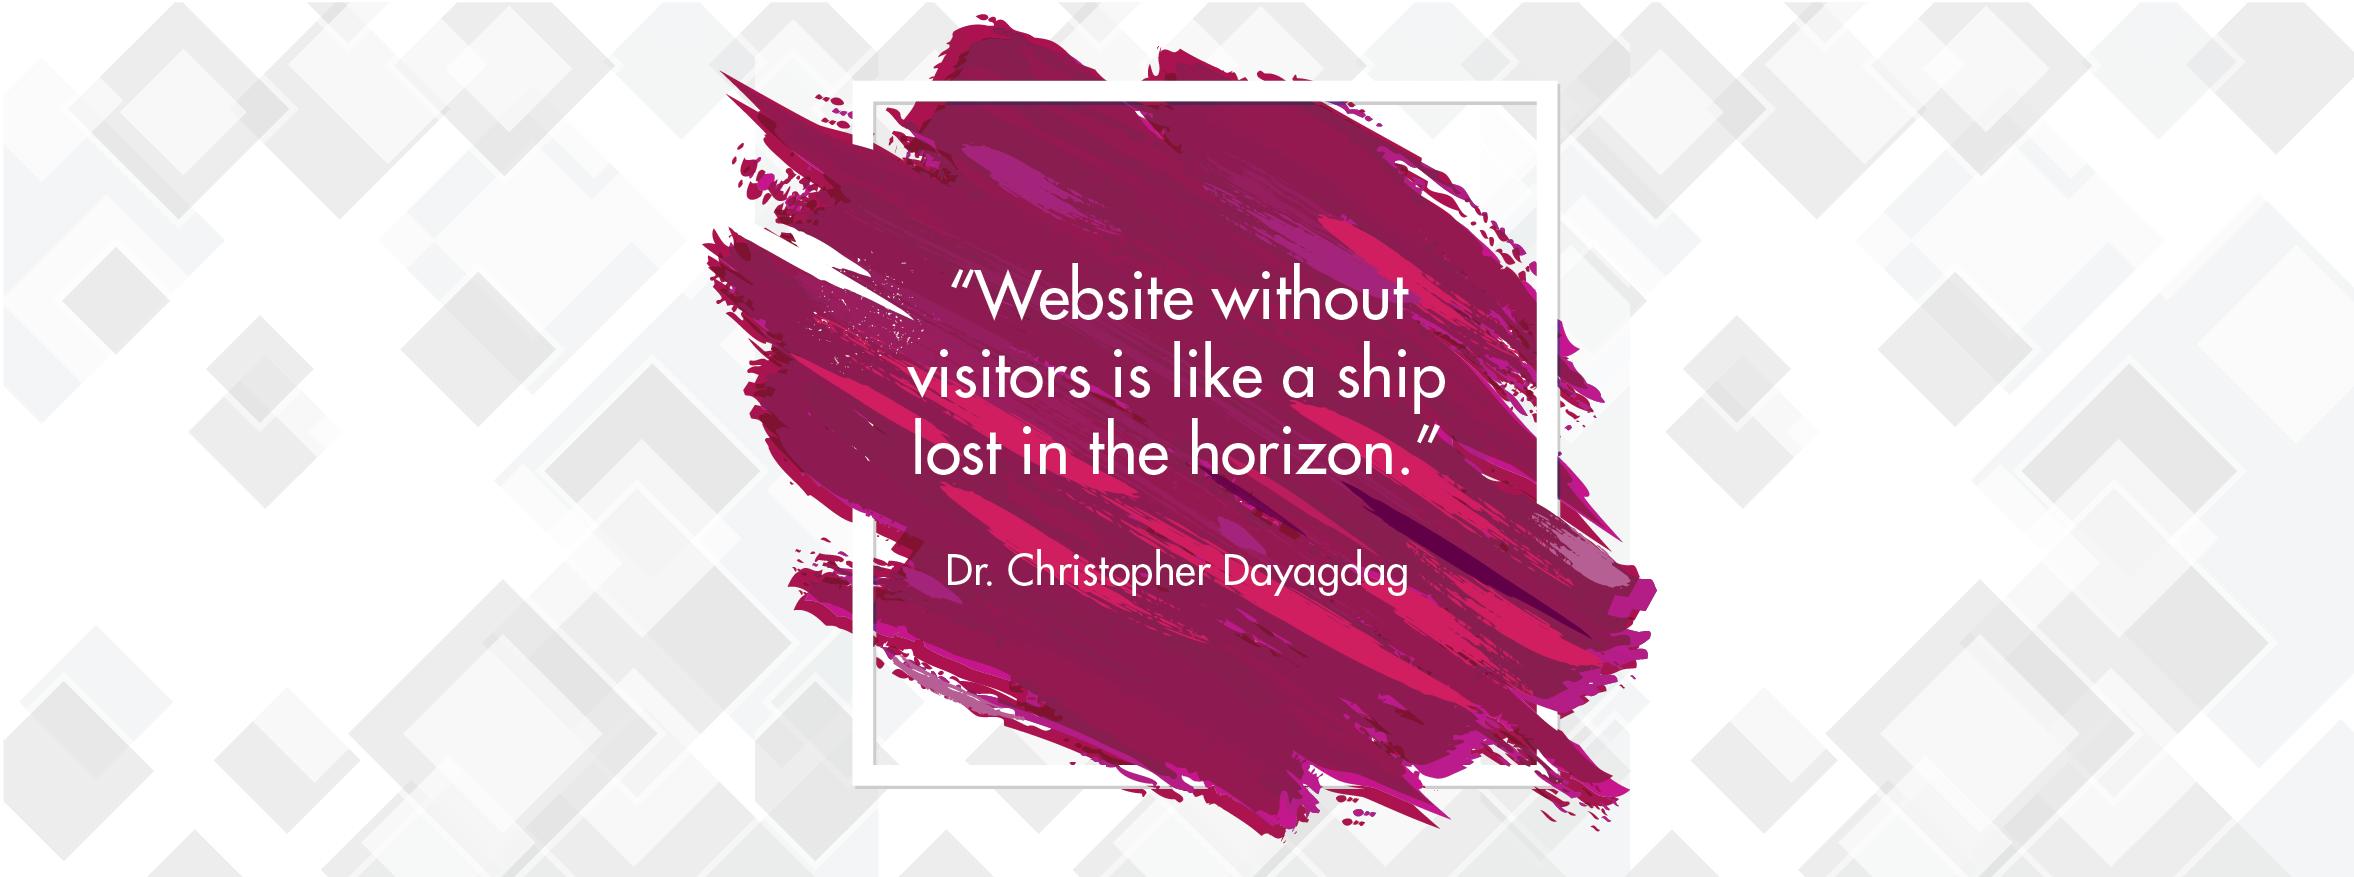 “Website without
visitors is like a ship
lost in the horizon.”
Dr. Christopher Dayagdag